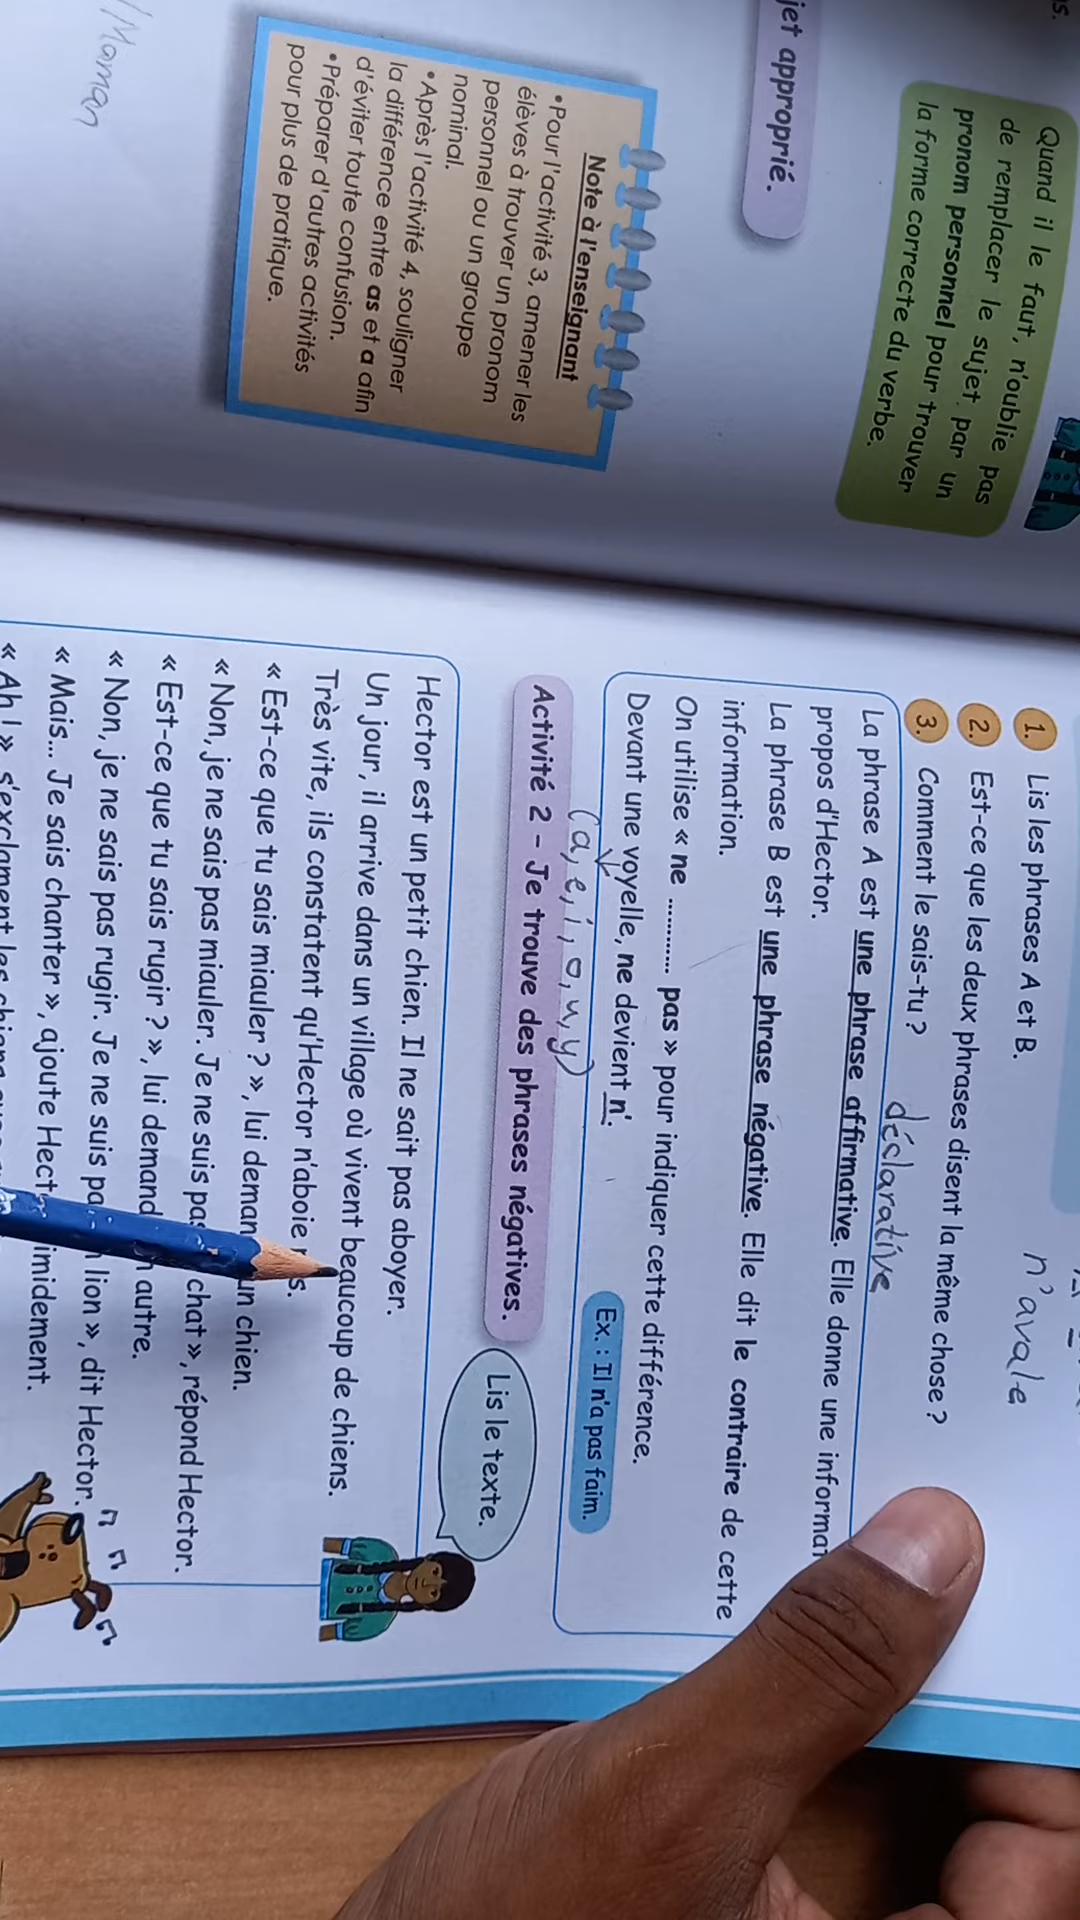 s.
Quand il le faut, n'oublie pas
de remplacer le sujet par un
pronom personnel pour trouver
la forme correcte du verbe.
jet approprié.
Note à l'enseignant
•Pour l'activité 3, amener les
élèves à trouver un pronom
personnel ou un groupe
nominal.
•Après l'activité 4, souligner
la différence entre as et a afin
d'éviter toute confusion.
•Préparer d'autres activités
pour plus de pratique.
Maman
n'avale
1. Lis les phrases A et B.
2. Est-ce que les deux phrases disent la même chose ?
3. Comment le sais-tu ?
déclarative
La phrase A est une phrase affirmative. Elle donne une informat
propos d'Hector.
La phrase B est une phrase négative. Elle dit le contraire de cette
information.
On utilise « ne ........... pas » pour indiquer cette différence.
Devant une voyelle, ne devient n'.
Ex : Il n'a pas faim.
(a, e, i, o, u, y)
Activité 2 - Je trouve des phrases négatives.
Lis le texte.
Hector est un petit chien. Il ne sait pas aboyer.
Un jour, il arrive dans un village où vivent beaucoup de chiens.
Très vite, ils constatent qu'Hector n'aboie s.
« Est-ce que tu sais miauler ? », lui deman un chien.
« Non, je ne sais pas miauler. Je ne suis pas chat », répond Hector.
« Est-ce que tu sais rugir ? », lui demand autre.
« Non, je ne sais pas rugir. Je ne suis pa lion », dit Hector.
« Mais... Je sais chanter », ajoute Hect imidement.
« Ah ! » s'exclament les